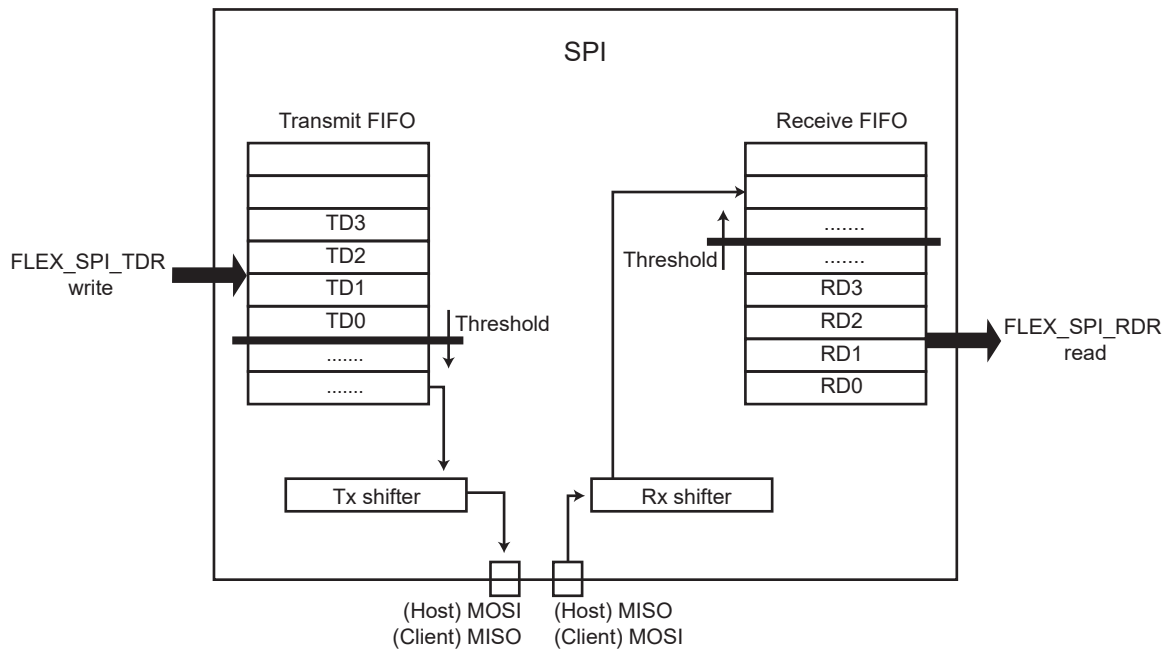 SPI
Transmit FIFO
TD3
TD2
TD1
TD0
.......
.......
Threshold
FLEX_SPI_TDR
write
Receive FIFO
.......
.......
RD3
RD2
RD1
RD0
Threshold
FLEX_SPI_RDR
read
Tx shifter
Rx shifter
(Host) MOSI
(Client) MISO
(Host) MISO
(Client) MOSI